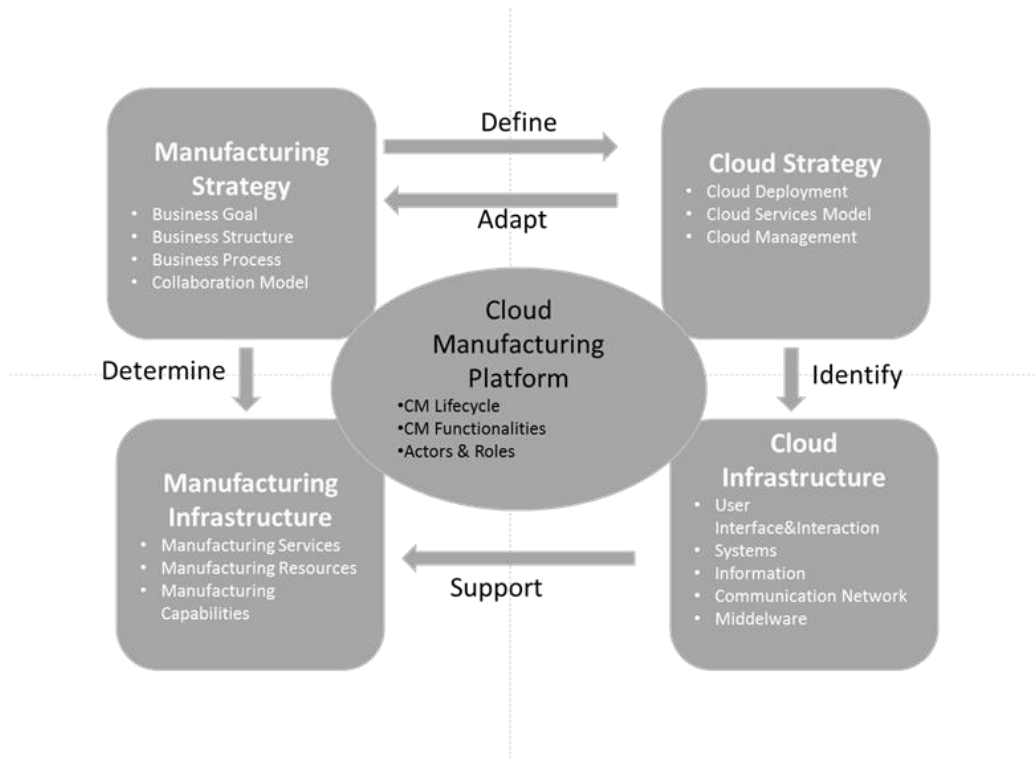 Define
Manufacturing
Strategy
• Business Goal
• Business Structure
• Business Process
• Collaboration Model
Cloud Strategy
• Cloud Deployment
• Cloud Services Model
• Cloud Management
Adapt
Cloud
Manufacturing
Platform
•CM Lifecycle
•CM Functionalities
•Actors & Roles
Determine
Identify
Manufacturing
Infrastructure
• Manufacturing Services
• Manufacturing Resources
• Manufacturing
Capabilities
Cloud
Infrastructure
• User
Interface&Interaction
• Systems
• Information
• Communication Network
• Middelware
Support